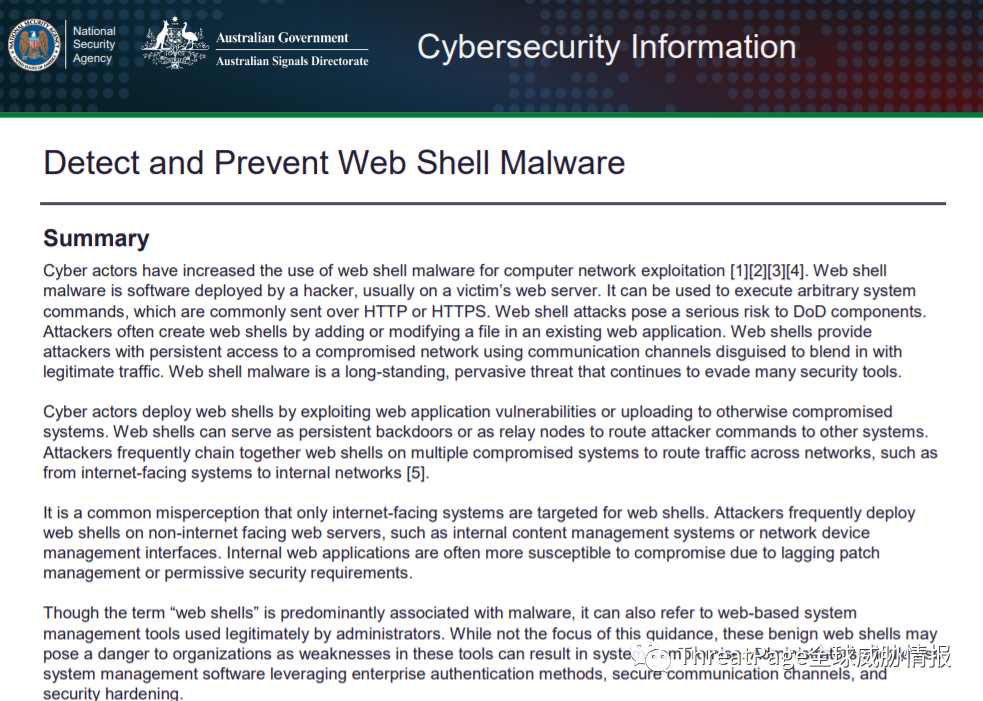 National
Security
Agency
Australian Government
Australian Signals Directorate
Cybersecurity Information
Detect and Prevent Web Shell Malware
Summary
Cyber actors have increased the use of web shell malware for computer network exploitation [1][2][3][4]. Web shell
malware is software deployed by a hacker, usually on a victim's web server. It can be used to execute arbitrary system
commands, which are commonly sent over HTTP or HTTPS. Web shell attacks pose a serious risk to DoD components.
Attackers often create web shells by adding or modifying a file in an existing web application. Web shells provide
attackers with persistent access to a compromised network using communication channels disguised to blend in with
legitimate traffic. Web shell malware is a long-standing, pervasive threat that continues to evade many security tools.
Cyber actors deploy web shells by exploiting web application vulnerabilities or uploading to otherwise compromised
systems. Web shells can serve as persistent backdoors or as relay nodes to route attacker commands to other systems.
Attackers frequently chain together web shells on multiple compromised systems to route traffic across networks, such as
from internet-facing systems to internal networks [5].
It is a common misperception that only internet-facing systems are targeted for web shells. Attackers frequently deploy
web shells on non-internet facing web servers, such as internal content management systems or network device
management interfaces. Internal web applications are often more susceptible to compromise due to lagging patch
management or permissive security requirements.
Though the term “web shells” is predominantly associated with malware, it can also refer to web-based system
management tools used legitimately by administrators. While not the focus of this guidance, these benign web shells may
pose a danger to organizations as weaknesses in these tools can result in system
ThreatPage全球威胁情报
system management software leveraging enterprise authentication methods, secure communication channels, and
security hardening.